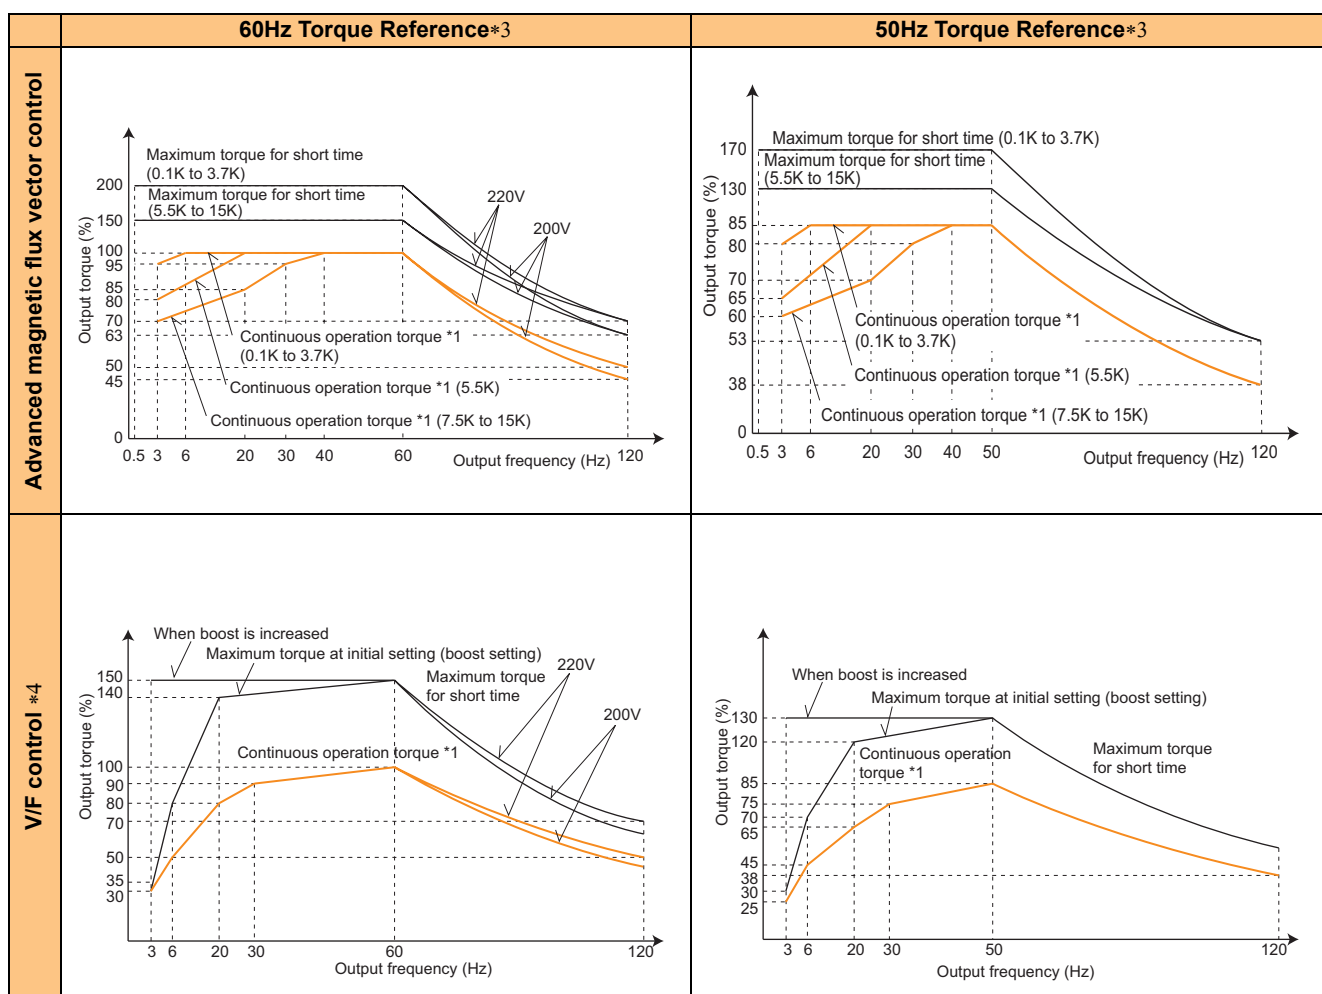 60Hz Torque Reference*3
50Hz Torque Reference*3
Advanced magnetic flux vector control
Output torque (%)
200
150
100
95
85
80
70
63
50
45
0
Maximum torque for short time
(0.1K to 3.7K)
Maximum torque for short time
(5.5K to 15K)
220V
200V
Continuous operation torque *1
(0.1K to 3.7K)
Continuous operation torque *1 (5.5K)
Continuous operation torque *1 (7.5K to 15K)
0.5 3 6 20 30 40 60 120
Output frequency (Hz)
Output torque (%)
170
130
85
80
70
65
60
53
38
0
Maximum torque for short time (0.1K to 3.7K)
Maximum torque for short time
(5.5K to 15K)
Continuous operation torque *1
(0.1K to 3.7K)
Continuous operation torque *1 (5.5K)
Continuous operation torque *1 (7.5K to 15K)
0.5 3 6 20 30 40 50 120
Output frequency (Hz)
V/F control *4
Output torque (%)
150
140
100
90
80
70
50
35
30
When boost is increased
Maximum torque at initial setting (boost setting)
Maximum torque
for short time
220V
200V
Continuous operation torque *1
3 6 20 30 60 120
Output frequency (Hz)
Output torque (%)
130
120
85
75
70
65
45
38
30
25
When boost is increased
Maximum torque at initial setting (boost setting)
Continuous operation
torque *1
Maximum torque
for short time
3 6 20 30 50 120
Output frequency (Hz)